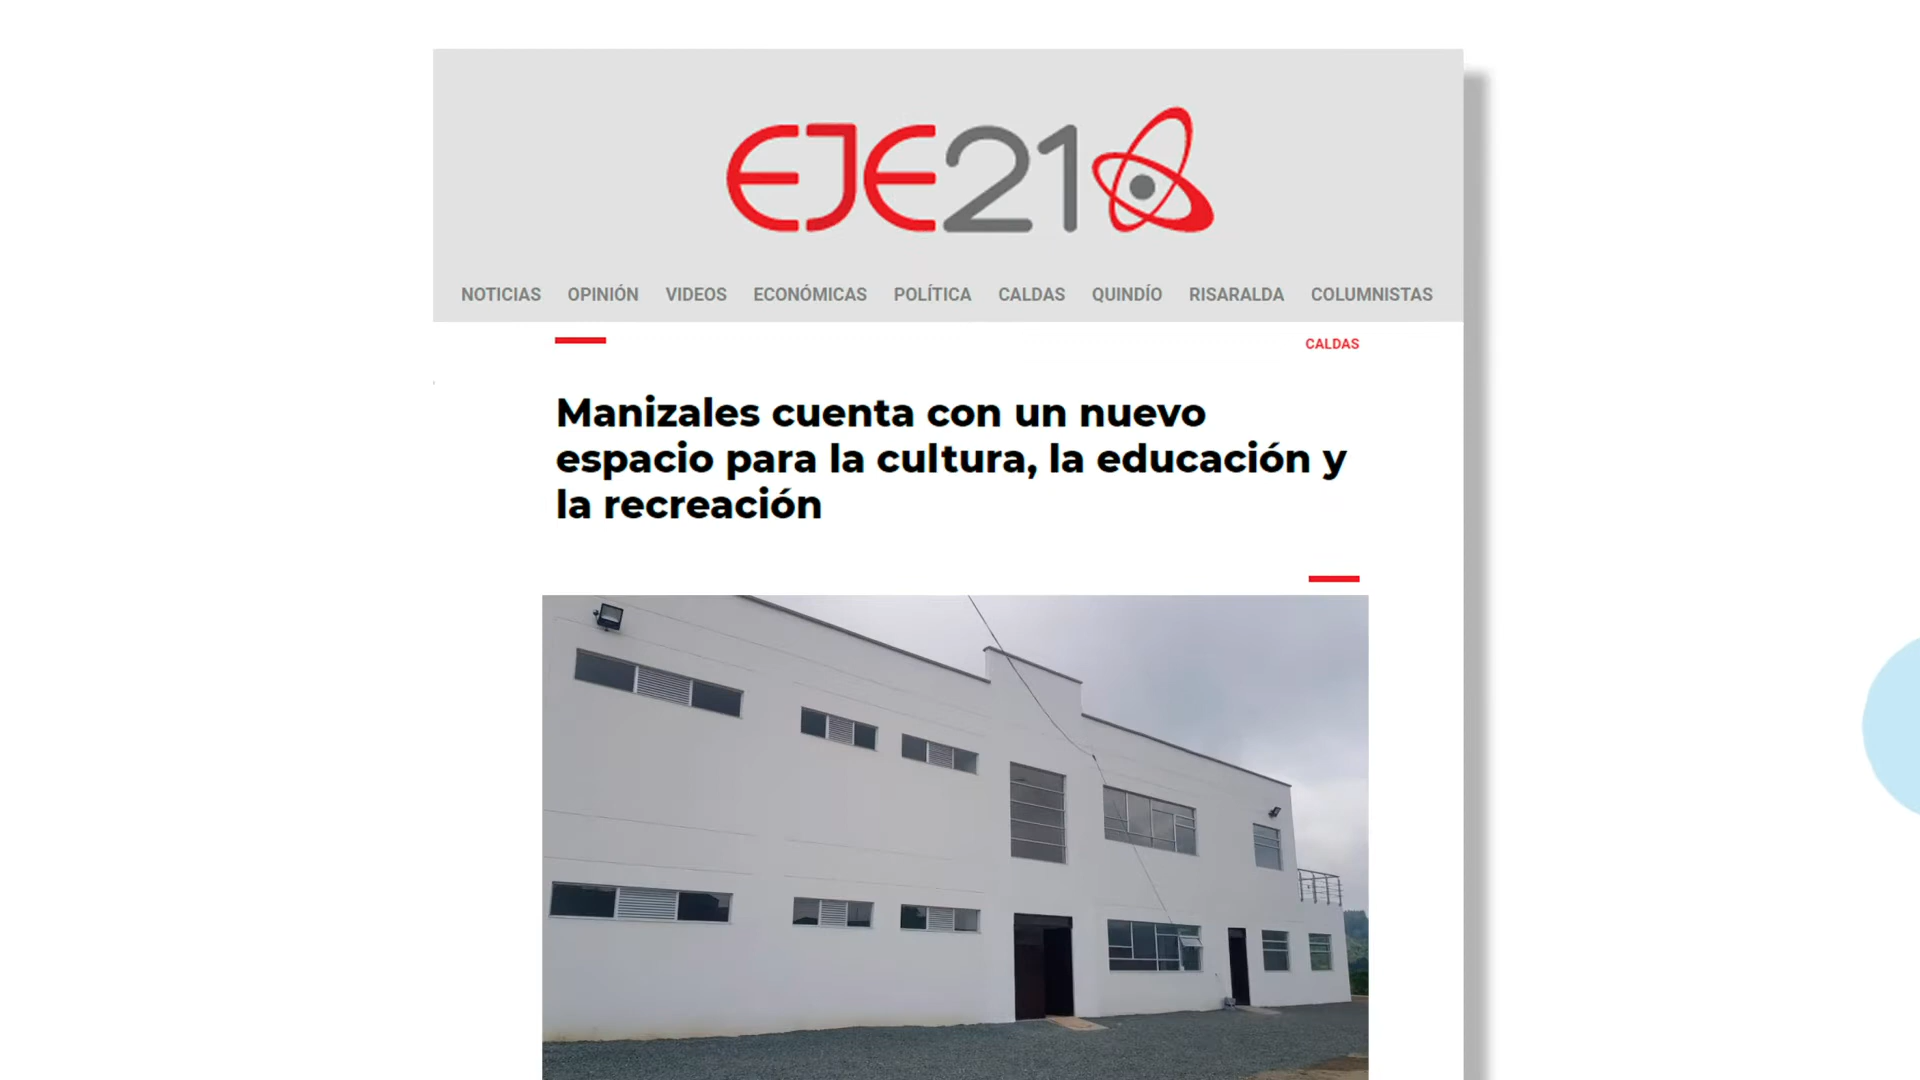 EJE21
NOTICIAS OPINIÓN VIDEOS ECONÓMICAS POLÍTICA CALDAS QUINDÍO RISARALDA COLUMNISTAS
CALDAS
Manizales cuenta con un nuevo
espacio para la cultura, la educación y
la recreación